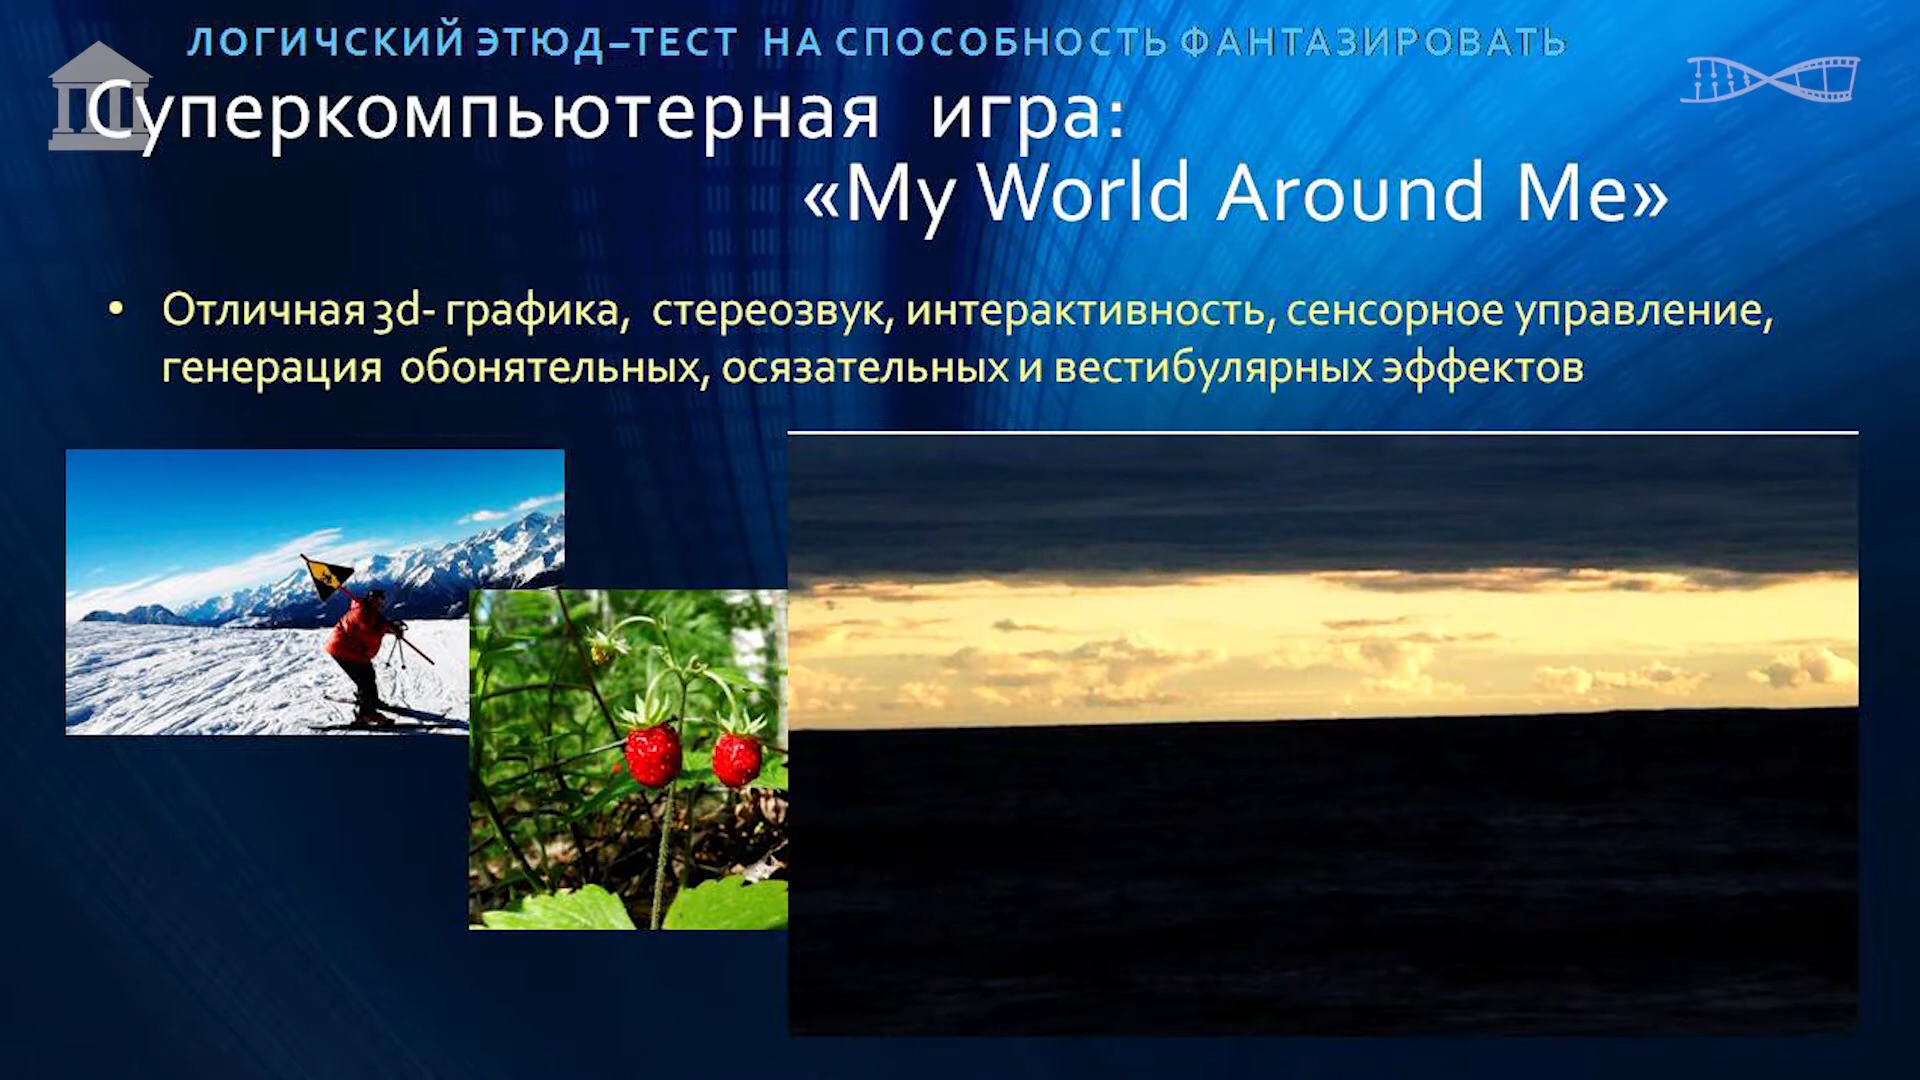 ЛОГИЧСКИЙ ЭТЮД–ТЕСТ НА СПОСОБНОСТЬ ФАНТАЗИРОВАТЬ
Суперкомпьютерная игра:
«My World Around Me»
• Отличная 3d- графика, стереозвук, интерактивность, сенсорное управление,
генерация обонятельных, осязательных и вестибулярных эффектов